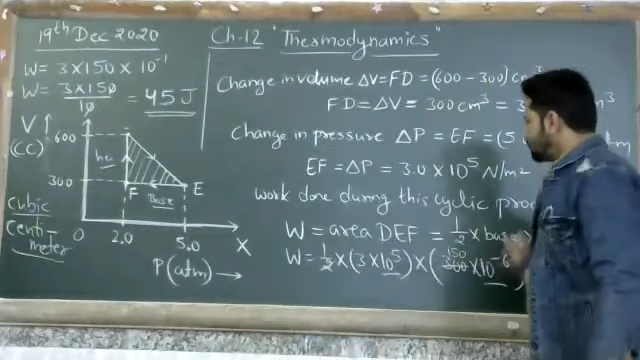 19th Dec 2020
Ch-12 "Thesmodynamics"
W = 3 x 150 x 10⁻¹
W = 3 x 150 / 10 = 45 J
Change in volume ΔV = FD = (600 - 300) cm³
FD = ΔV = 300 cm³ = 3
Change in pressure ΔP = EF = (5
EF = ΔP = 3.0 x 10⁵ N/m²
work done during this cyclic
W = area DEF = 1/2 x base
W = 1/2 x (3 x 10⁵) x (300 150 x 10⁻⁶)
V (CC)
600
he
300
F
E
Base
cubic
Centi-
meter
0
2.0
5.0
X
P(atm) →